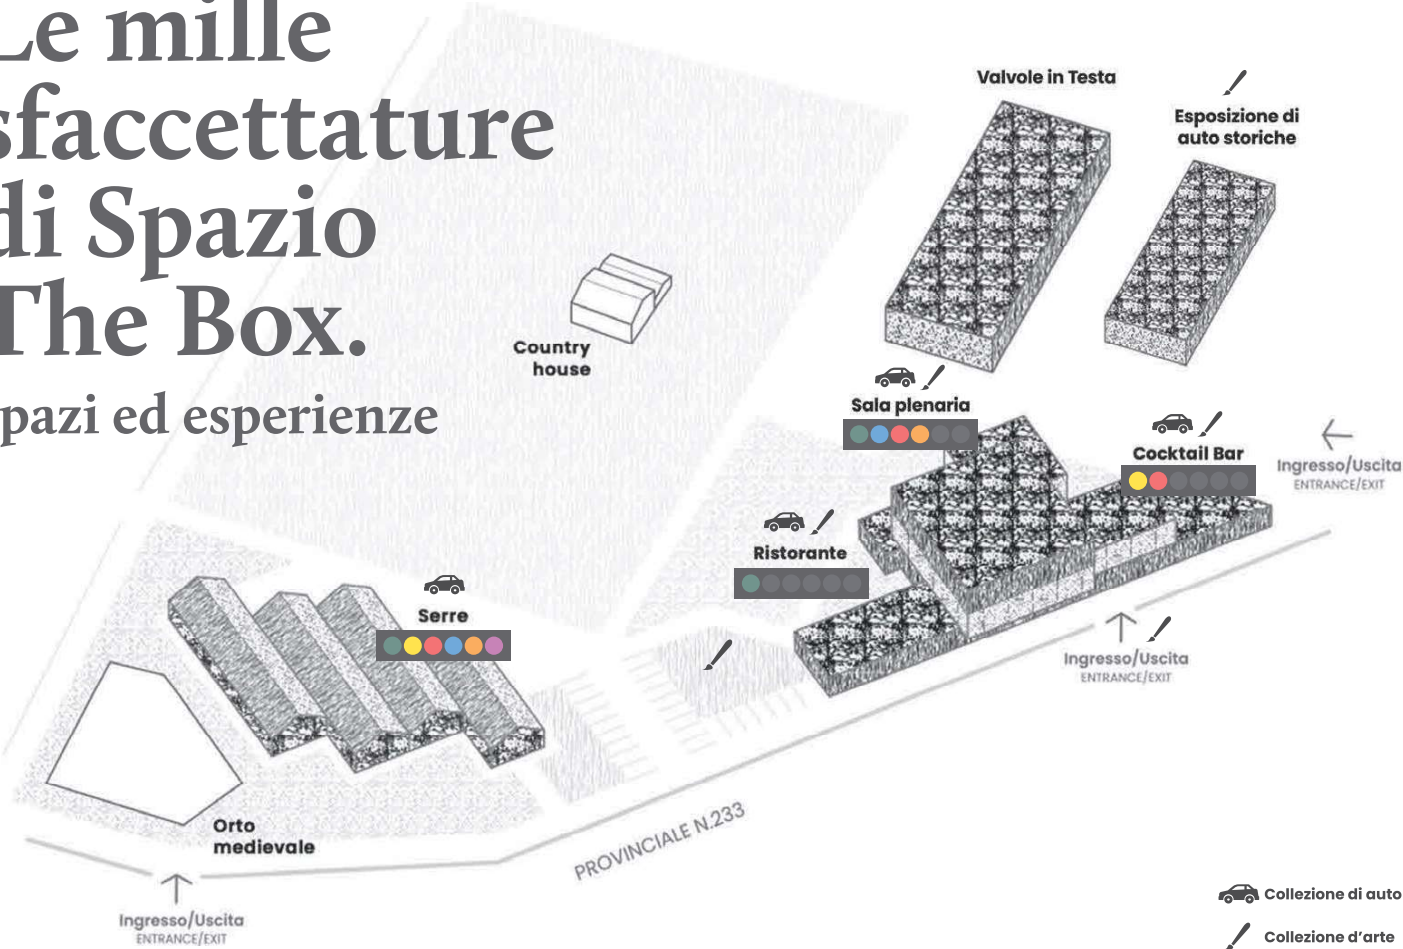 Le mille
sfaccettature
di Spazio
The Box.
spazi ed esperienze
Valvole in Testa
Esposizione di
auto storiche
Country
house
Sala plenaria
Cocktail Bar
Ingresso/Uscita
ENTRANCE/EXIT
Ristorante
Serre
Ingresso/Uscita
ENTRANCE/EXIT
Orto
medievale
PROVINCIALE N.233
Ingresso/Uscita
ENTRANCE/EXIT
Collezione di auto
Collezione d'arte